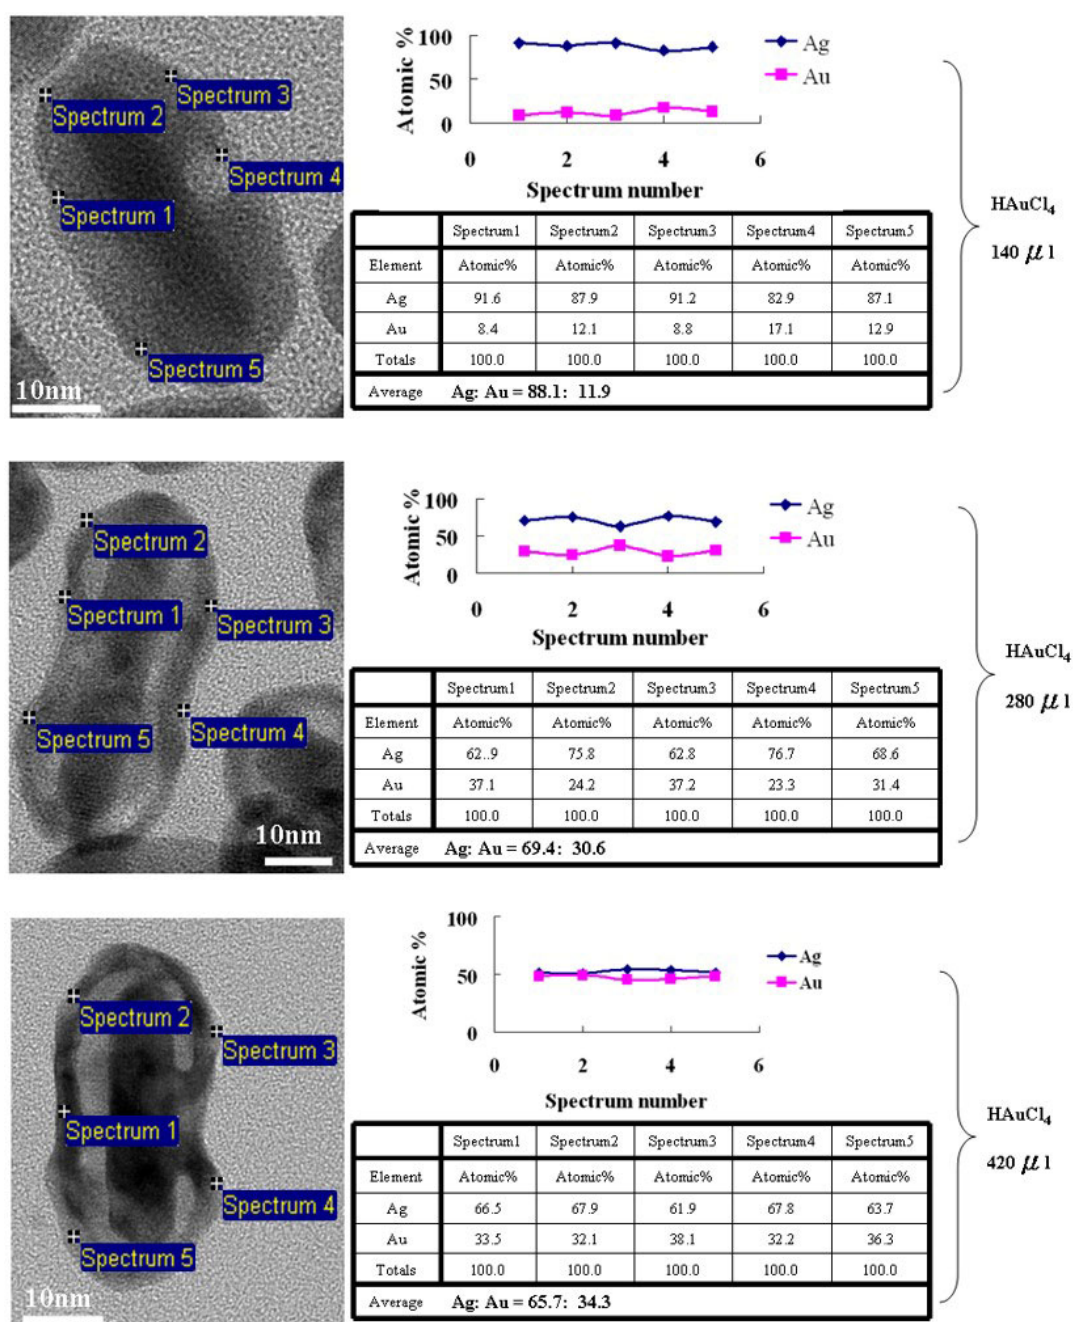 Spectrum 3
Spectrum 2
Spectrum 4
Spectrum 1
Spectrum 5
10nm
100
50
0
Atomic %
0 2 4 6
Spectrum number
Ag
Au
Spectrum1 Spectrum2 Spectrum3 Spectrum4 Spectrum5
Element Atomic% Atomic% Atomic% Atomic% Atomic%
Ag 91.6 87.9 91.2 82.9 87.1
Au 8.4 12.1 8.8 17.1 12.9
Totals 100.0 100.0 100.0 100.0 100.0
Average Ag: Au = 88.1: 11.9
HAuCl₄
140 μl
Spectrum 2
Spectrum 1
Spectrum 3
Spectrum 5
Spectrum 4
10nm
100
50
0
Atomic %
0 2 4 6
Spectrum number
Ag
Au
Spectrum1 Spectrum2 Spectrum3 Spectrum4 Spectrum5
Element Atomic% Atomic% Atomic% Atomic% Atomic%
Ag 62..9 75.8 62.8 76.7 68.6
Au 37.1 24.2 37.2 23.3 31.4
Totals 100.0 100.0 100.0 100.0 100.0
Average Ag: Au = 69.4: 30.6
HAuCl₄
280 μl
Spectrum 2
Spectrum 3
Spectrum 1
Spectrum 4
Spectrum 5
10nm
100
50
0
Atomic %
0 2 4 6
Spectrum number
Ag
Au
Spectrum1 Spectrum2 Spectrum3 Spectrum4 Spectrum5
Element Atomic% Atomic% Atomic% Atomic% Atomic%
Ag 66.5 67.9 61.9 67.8 63.7
Au 33.5 32.1 38.1 32.2 36.3
Totals 100.0 100.0 100.0 100.0 100.0
Average Ag: Au = 65.7: 34.3
HAuCl₄
420 μl